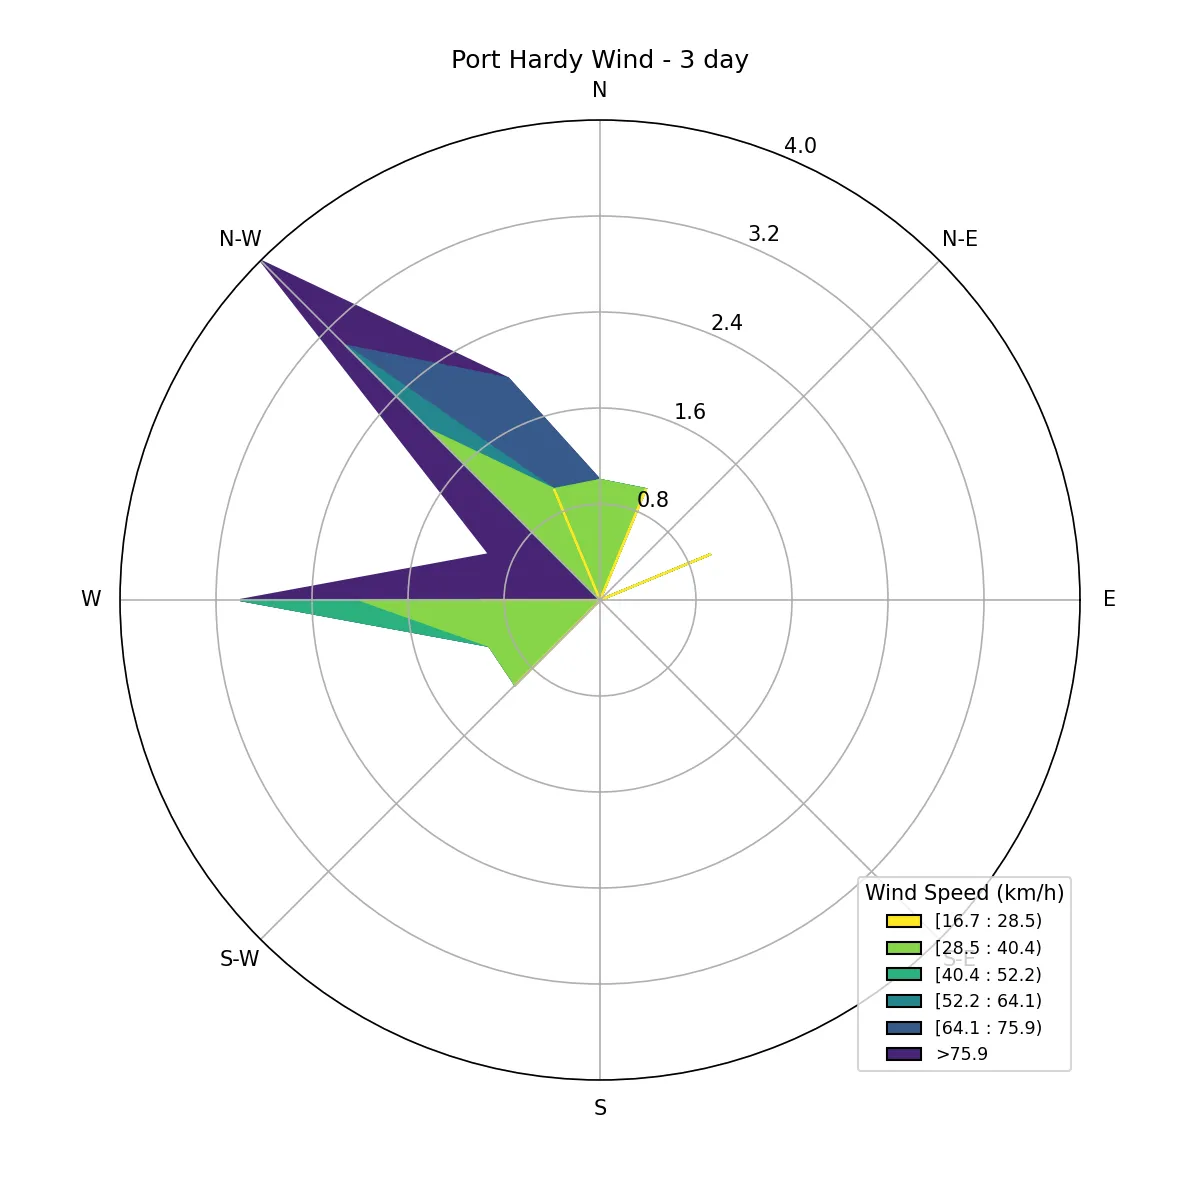 Port Hardy Wind - 3 day
N
4.0
N-W
N-E
3.2
2.4
1.6
0.8
W
E
S-W
S-E
Wind Speed (km/h)
[16.7 : 28.5)
[28.5 : 40.4)
[40.4 : 52.2)
[52.2 : 64.1)
[64.1 : 75.9)
>75.9
S